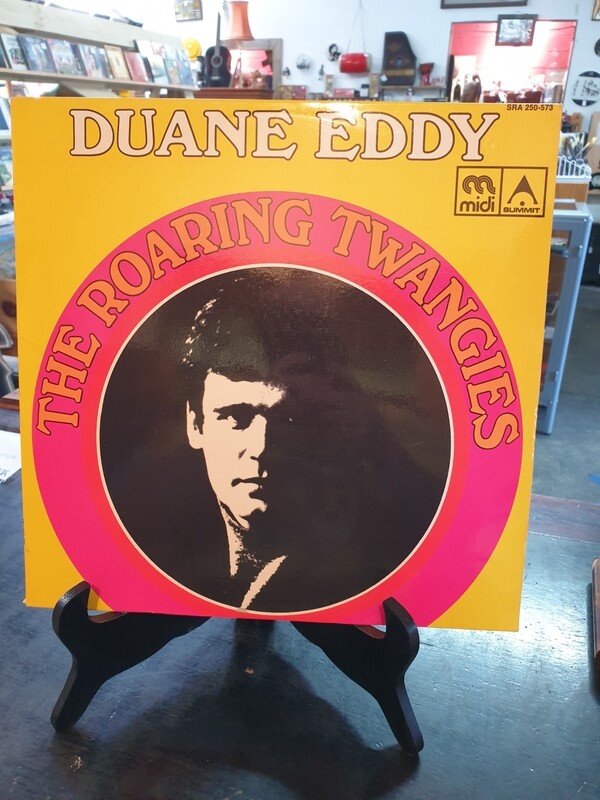 SRA 250-573
DUANE EDDY
midi
SUMMIT
THE ROARING TWANGIES